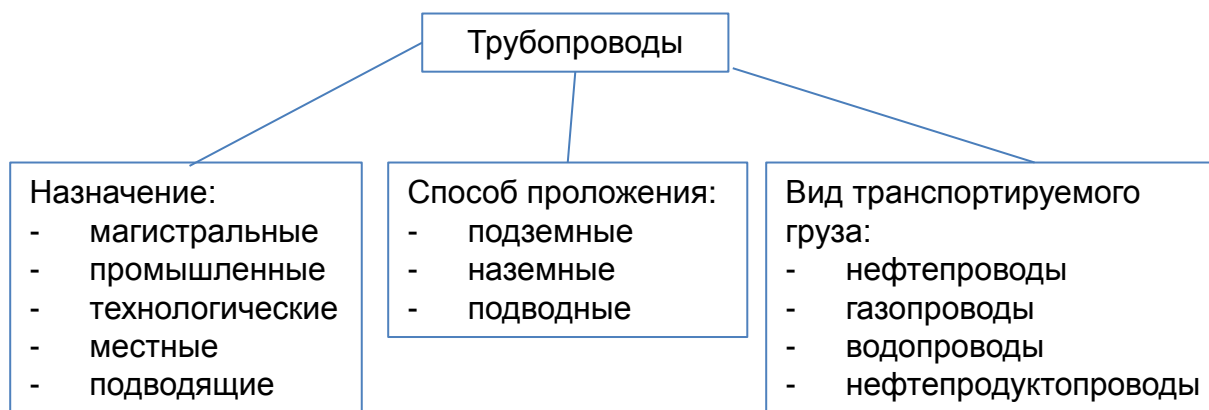 Трубопроводы
Назначение:
- магистральные
- промышленные
- технологические
- местные
- подводящие
Способ проложения:
- подземные
- наземные
- подводные
Вид транспортируемого
груза:
- нефтепроводы
- газопроводы
- водопроводы
- нефтепродуктопроводы